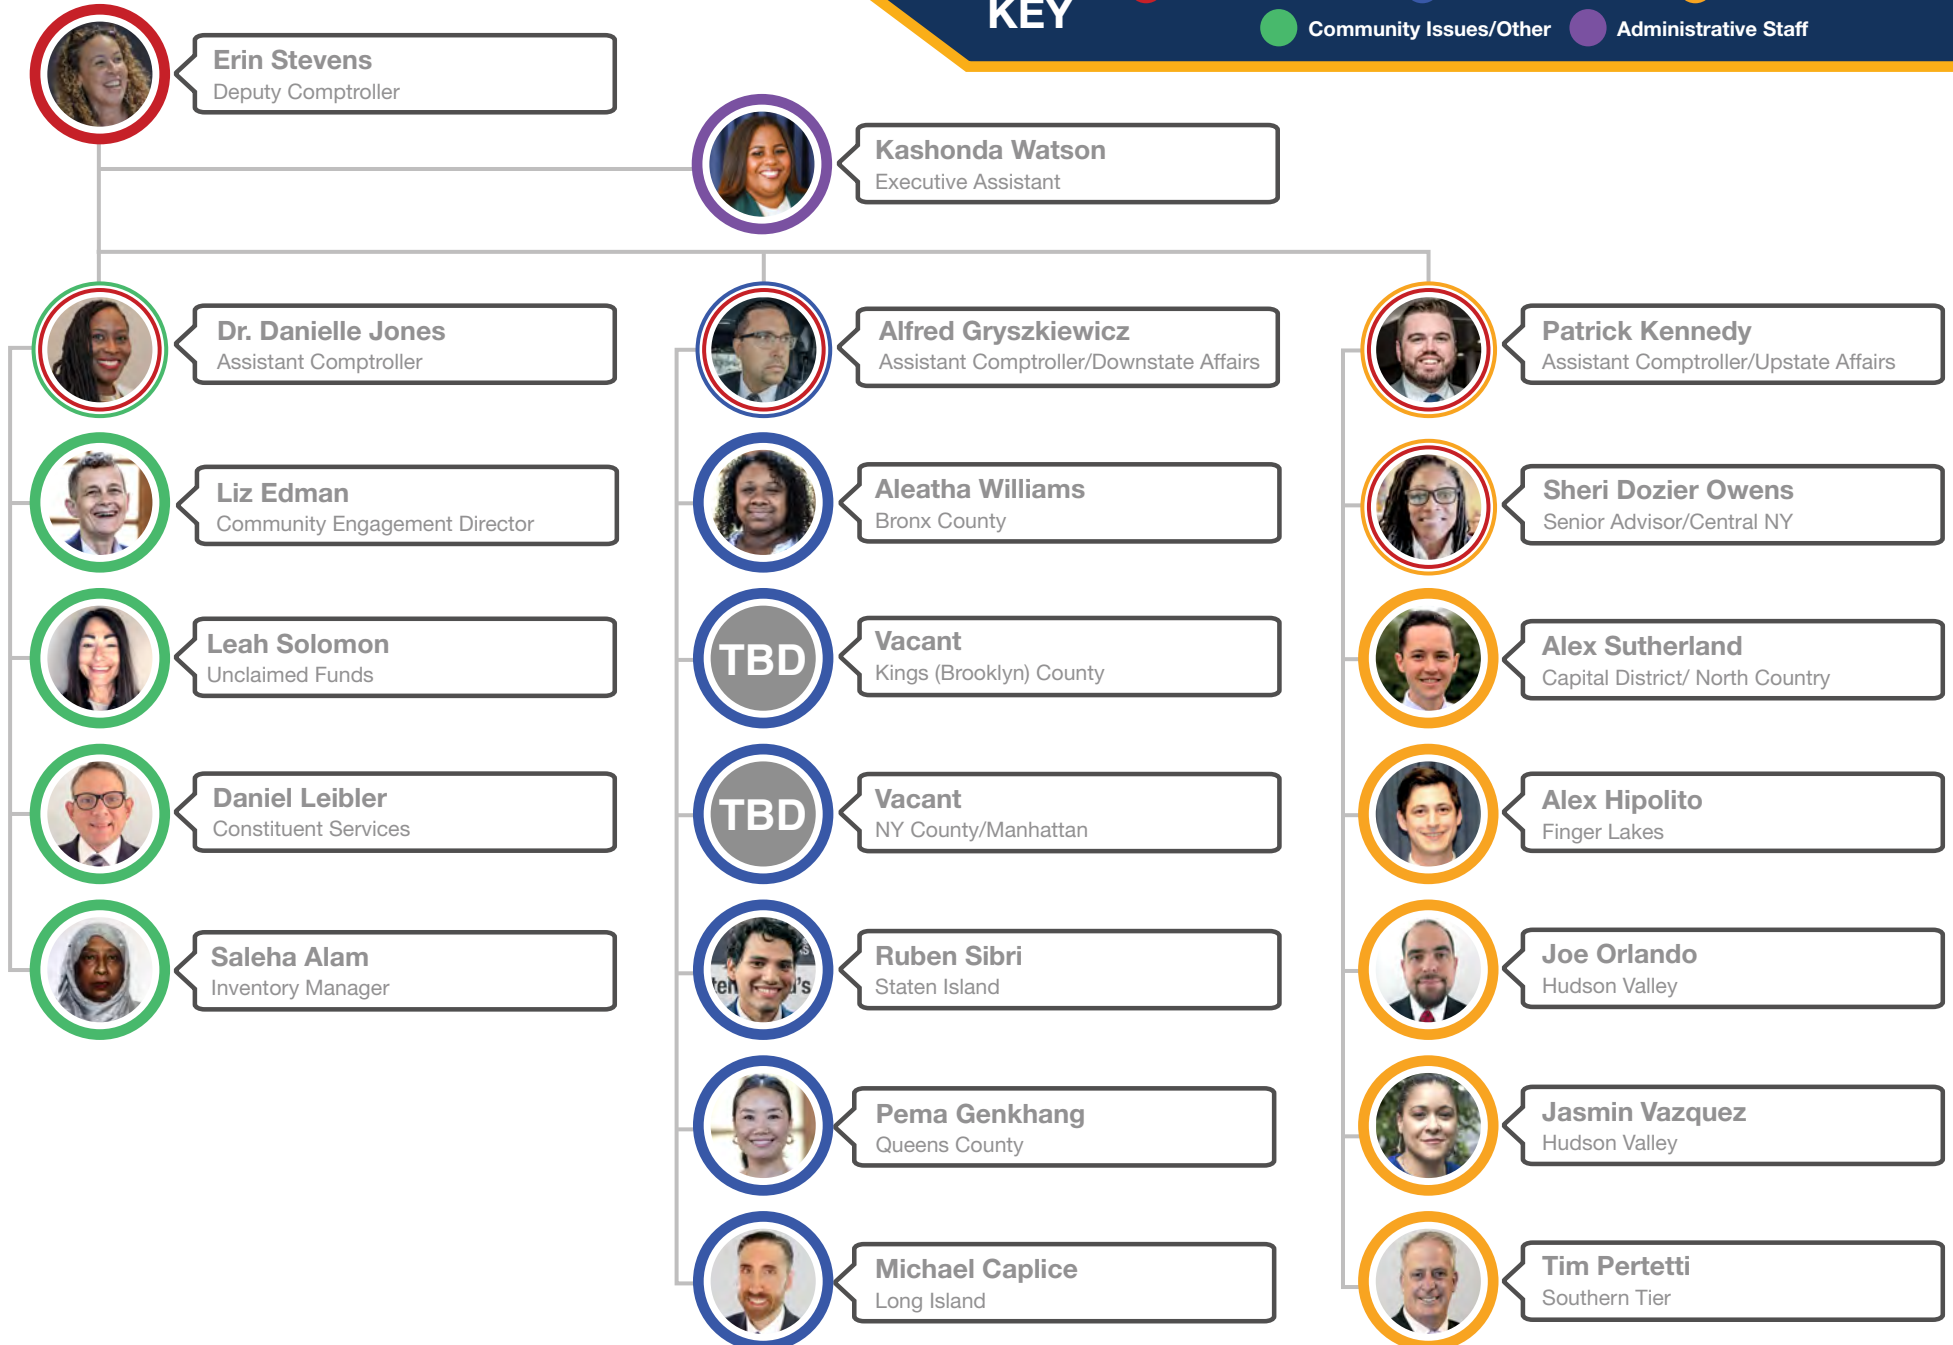 KEY
Community Issues/Other
Administrative Staff
Erin Stevens
Deputy Comptroller
Kashonda Watson
Executive Assistant
Dr. Danielle Jones
Assistant Comptroller
Alfred Gryszkiewicz
Assistant Comptroller/Downstate Affairs
Patrick Kennedy
Assistant Comptroller/Upstate Affairs
Liz Edman
Community Engagement Director
Aleatha Williams
Bronx County
Sheri Dozier Owens
Senior Advisor/Central NY
Leah Solomon
Unclaimed Funds
TBD
Vacant
Kings (Brooklyn) County
Alex Sutherland
Capital District/ North Country
Daniel Leibler
Constituent Services
TBD
Vacant
NY County/Manhattan
Alex Hipolito
Finger Lakes
Saleha Alam
Inventory Manager
Ruben Sibri
Staten Island
Joe Orlando
Hudson Valley
Pema Genkhang
Queens County
Jasmin Vazquez
Hudson Valley
Michael Caplice
Long Island
Tim Pertetti
Southern Tier